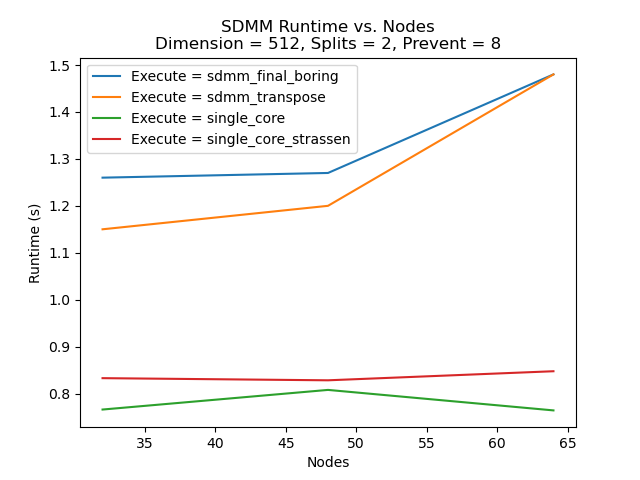 SDMM Runtime vs. Nodes
Dimension = 512, Splits = 2, Prevent = 8
Execute = sdmm_final_boring
Execute = sdmm_transpose
Execute = single_core
Execute = single_core_strassen
Runtime (s)
1.5
1.4
1.3
1.2
1.1
1.0
0.9
0.8
35 40 45 50 55 60 65
Nodes